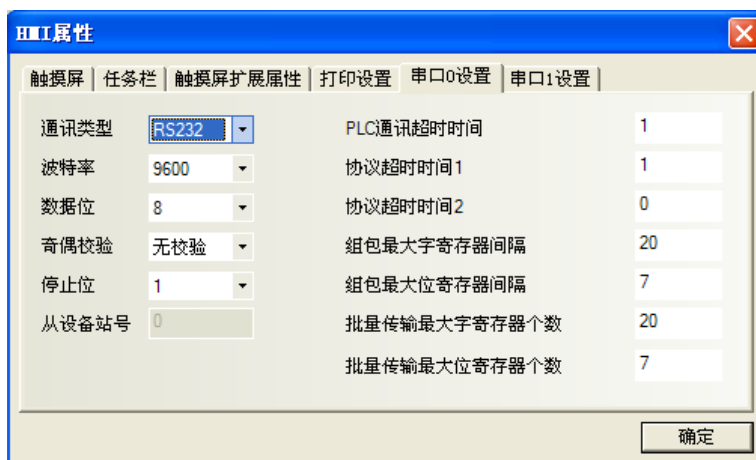 HMI属性
触摸屏 任务栏 触摸屏扩展属性 打印设置 串口0设置 串口1设置
通讯类型 RS232 PLC通讯超时时间 1
波特率 9600 协议超时时间1 1
数据位 8 协议超时时间2 0
奇偶校验 无校验 组包最大字寄存器间隔 20
停止位 1 组包最大位寄存器间隔 7
从设备站号 0 批量传输最大字寄存器个数 20
批量传输最大位寄存器个数 7
确定